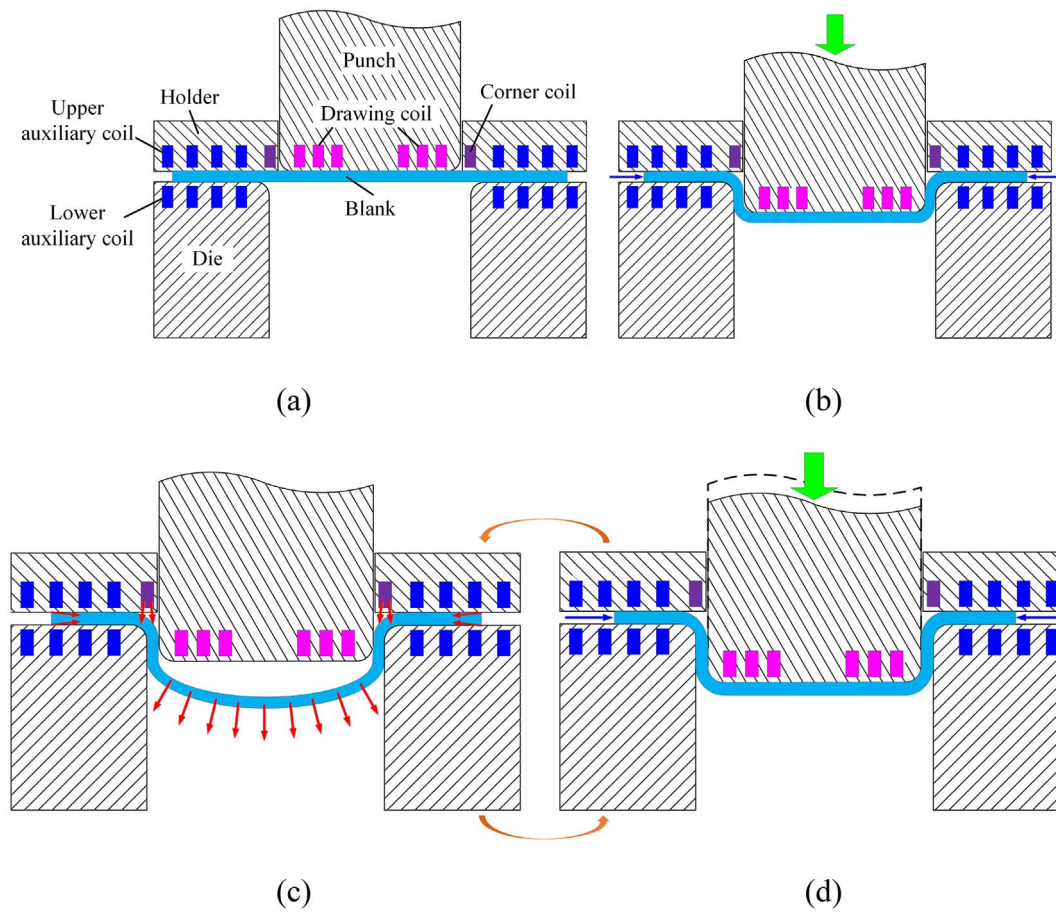 Punch
Upper
auxiliary coil
Holder
Drawing coil
Corner coil
Lower
auxiliary coil
Blank
Die
(a)
(b)
(c)
(d)